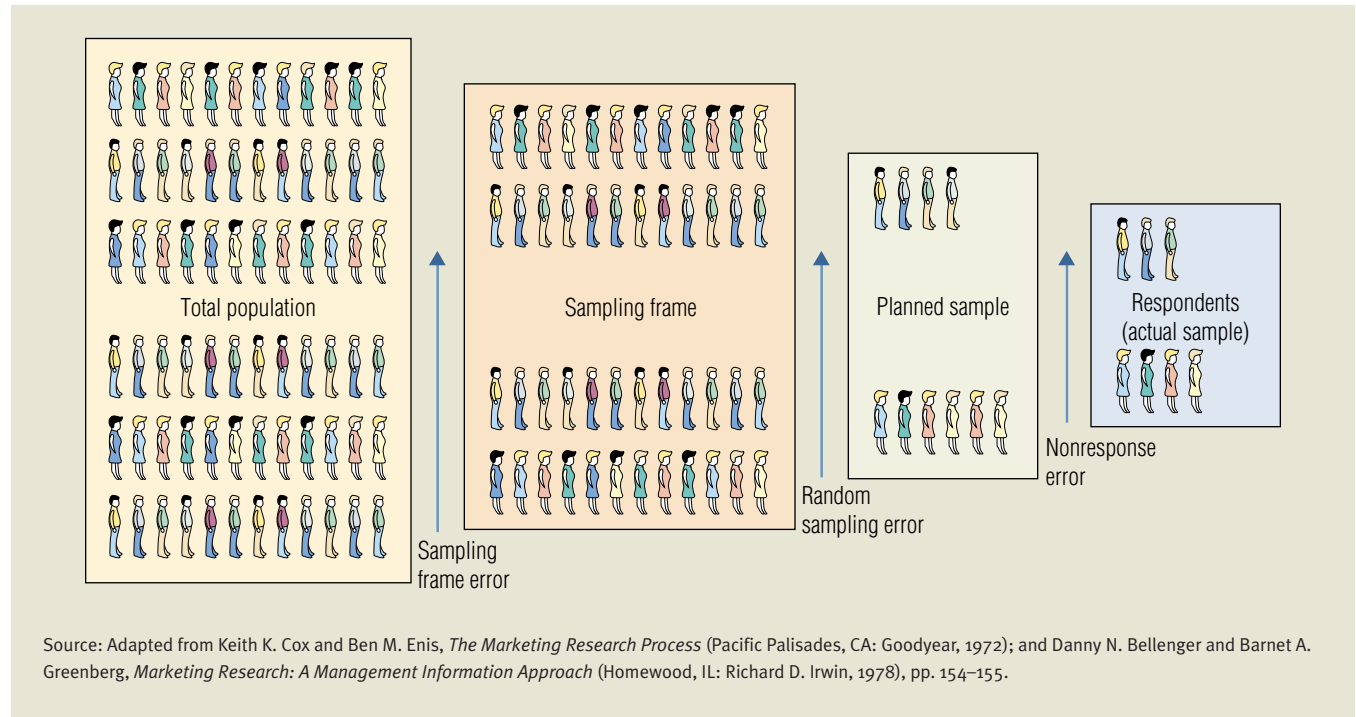 Total population
Sampling
frame error
Sampling frame
Random
sampling error
Planned sample
Nonresponse
error
Respondents
(actual sample)
Source: Adapted from Keith K. Cox and Ben M. Enis, The Marketing Research Process (Pacific Palisades, CA: Goodyear, 1972); and Danny N. Bellenger and Barnet A.
Greenberg, Marketing Research: A Management Information Approach (Homewood, IL: Richard D. Irwin, 1978), pp. 154–155.